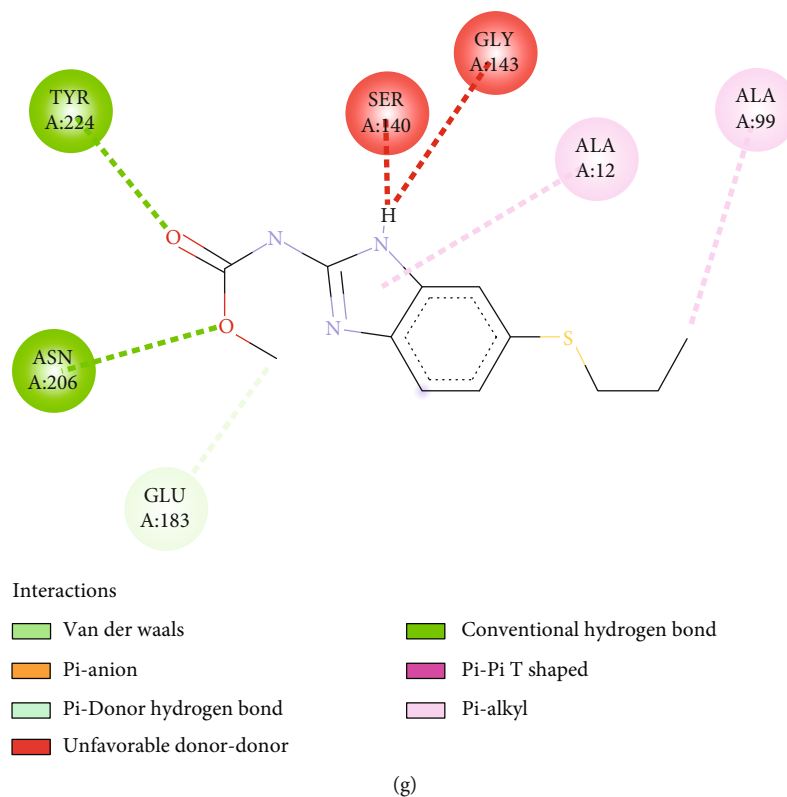 GLY
A:143
TYR
A:224
SER
A:140
ALA
A:99
ALA
A:12
H
O
N
N
O
N
S
ASN
A:206
GLU
A:183
Interactions
Van der waals
Conventional hydrogen bond
Pi-anion
Pi-Pi T shaped
Pi-Donor hydrogen bond
Pi-alkyl
Unfavorable donor-donor
(g)